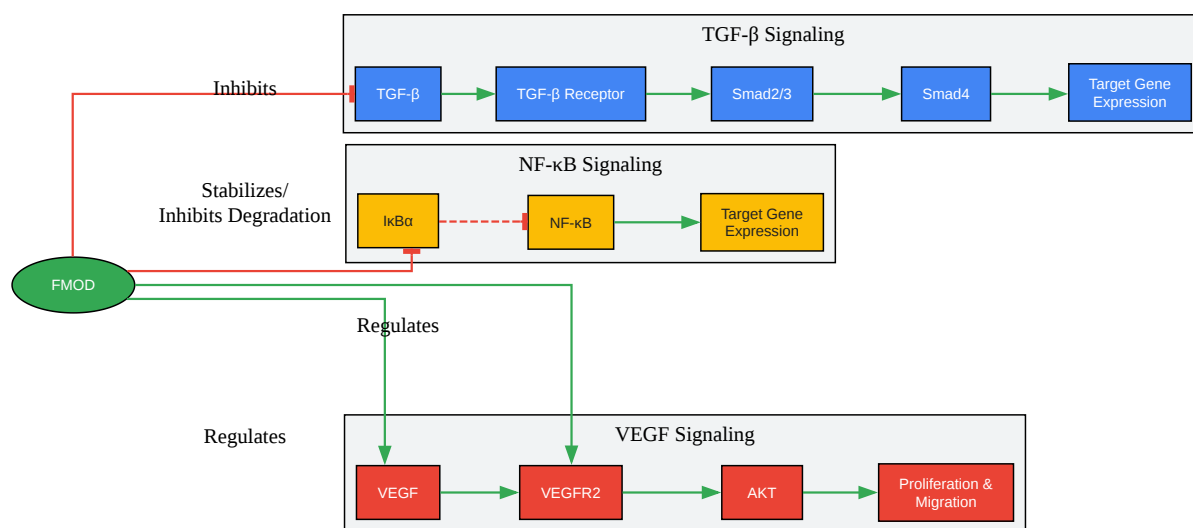 TGF-β Signaling
Inhibits
TGF-β
TGF-β Receptor
Smad2/3
Smad4
Target Gene
Expression
NF-κB Signaling
Stabilizes/
Inhibits Degradation
IκBα
NF-κB
Target Gene
Expression
FMOD
Regulates
Regulates
VEGF Signaling
VEGF
VEGFR2
AKT
Proliferation &
Migration